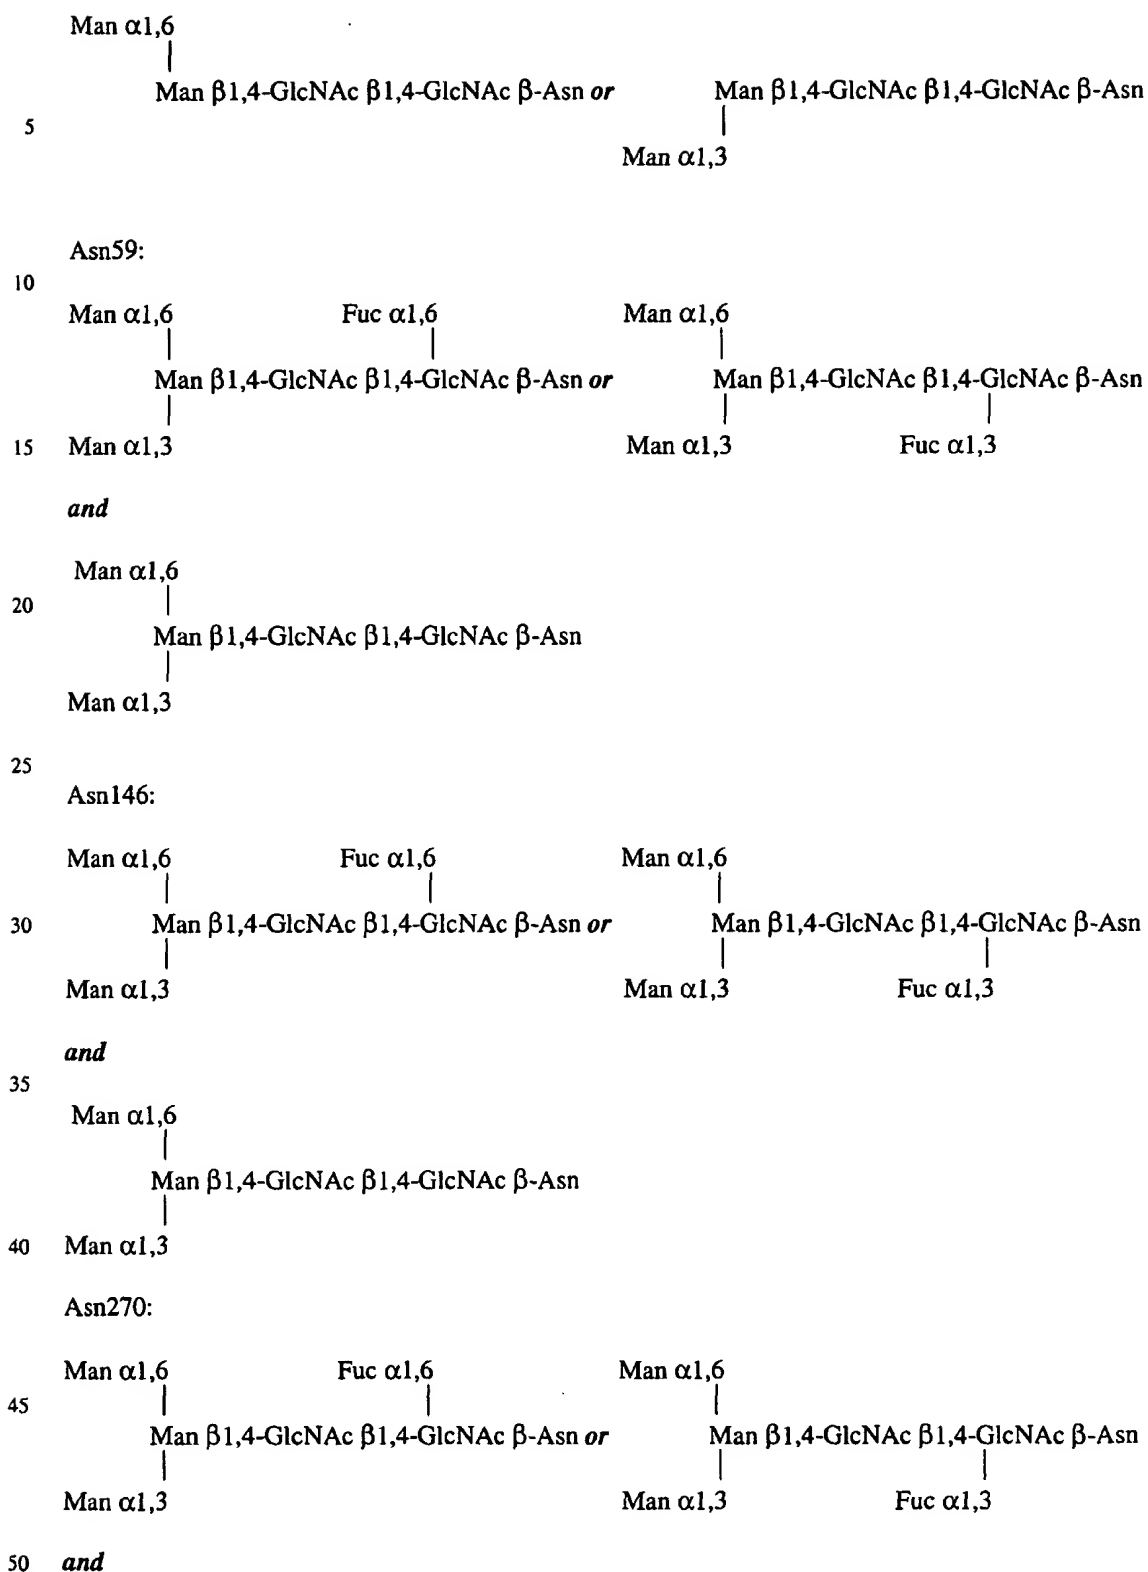 Man α1,6
Man β1,4-GlcNAc β1,4-GlcNAc β-Asn or Man β1,4-GlcNAc β1,4-GlcNAc β-Asn
5
Man α1,3
Asn59:
10
Man α1,6 Fuc α1,6 Man α1,6
Man β1,4-GlcNAc β1,4-GlcNAc β-Asn or Man β1,4-GlcNAc β1,4-GlcNAc β-Asn
15 Man α1,3 Man α1,3 Fuc α1,3
and
Man α1,6
20
Man β1,4-GlcNAc β1,4-GlcNAc β-Asn
Man α1,3
25
Asn146:
Man α1,6 Fuc α1,6 Man α1,6
30 Man β1,4-GlcNAc β1,4-GlcNAc β-Asn or Man β1,4-GlcNAc β1,4-GlcNAc β-Asn
Man α1,3 Man α1,3 Fuc α1,3
and
35
Man α1,6
Man β1,4-GlcNAc β1,4-GlcNAc β-Asn
40 Man α1,3
Asn270:
Man α1,6 Fuc α1,6 Man α1,6
45
Man β1,4-GlcNAc β1,4-GlcNAc β-Asn or Man β1,4-GlcNAc β1,4-GlcNAc β-Asn
Man α1,3 Man α1,3 Fuc α1,3
50 and